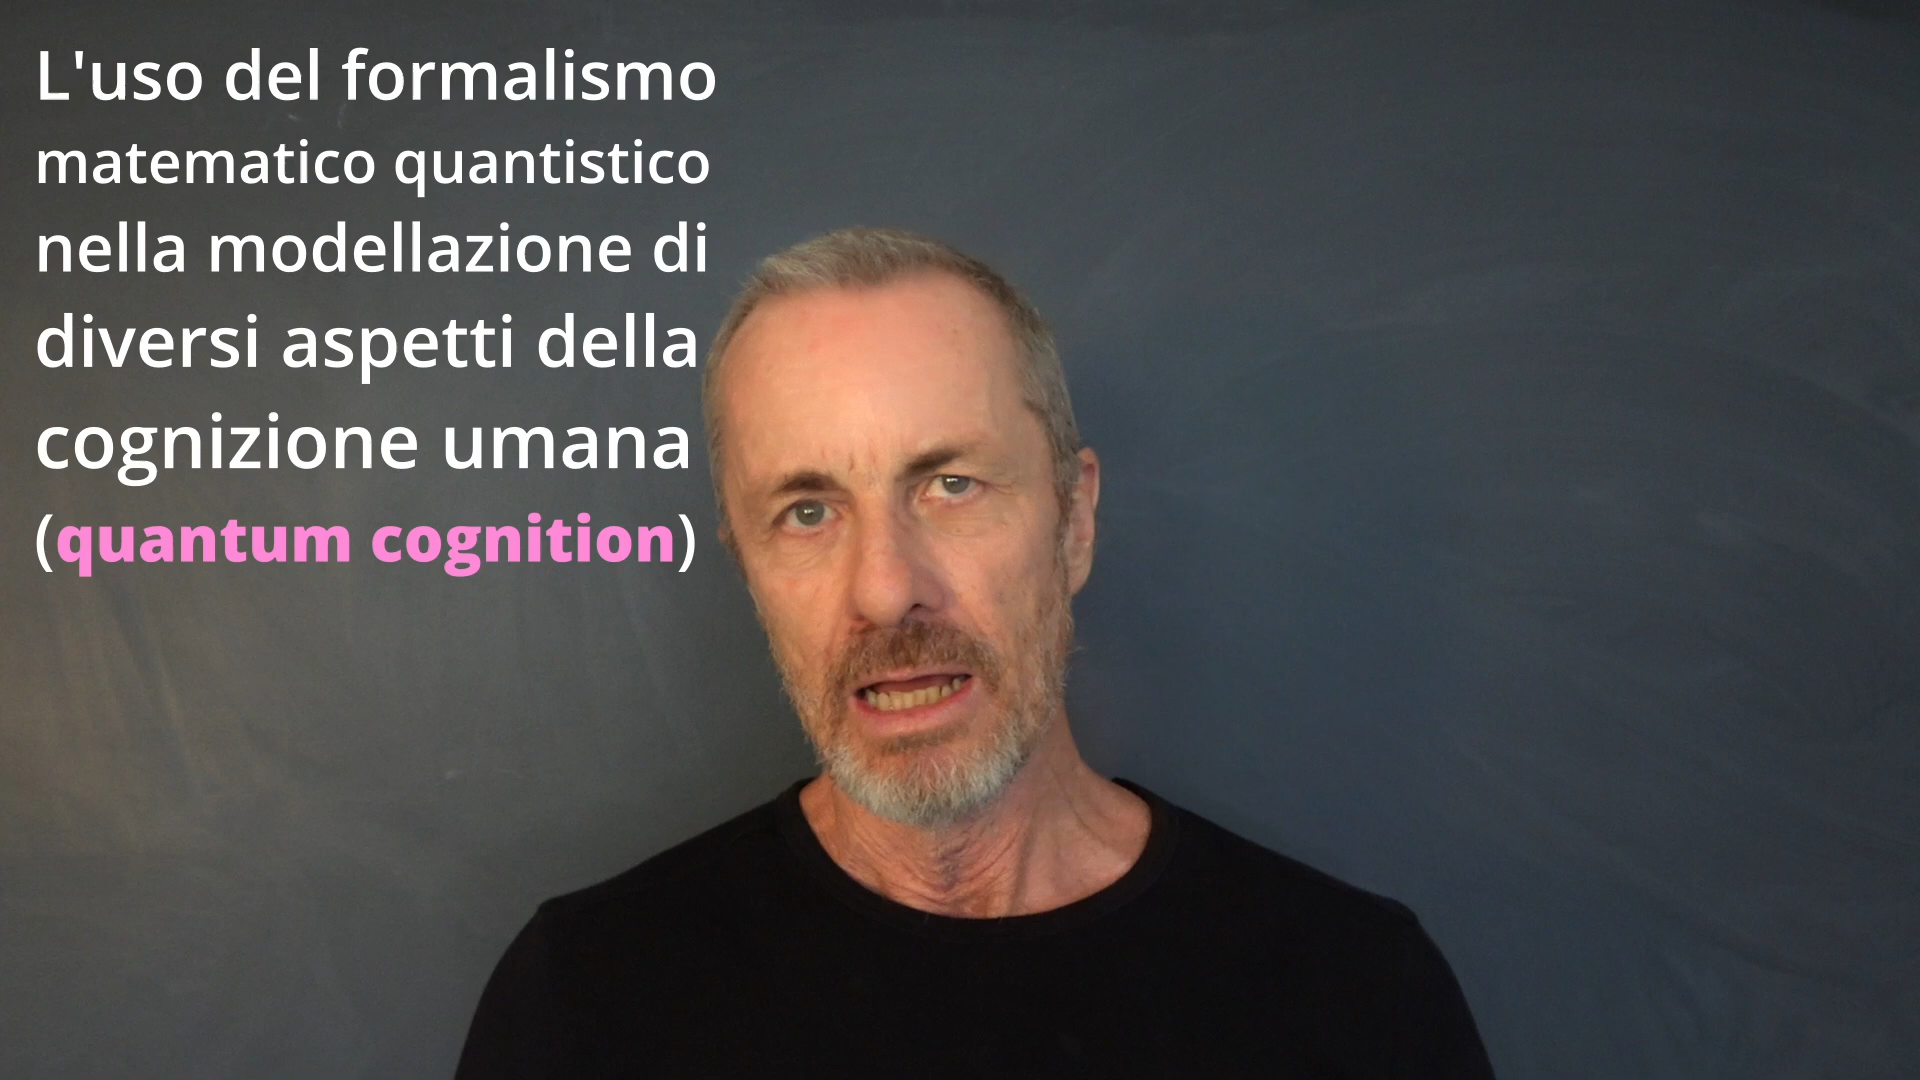 L'uso del formalismo
matematico quantistico
nella modellazione di
diversi aspetti della
cognizione umana
(quantum cognition)